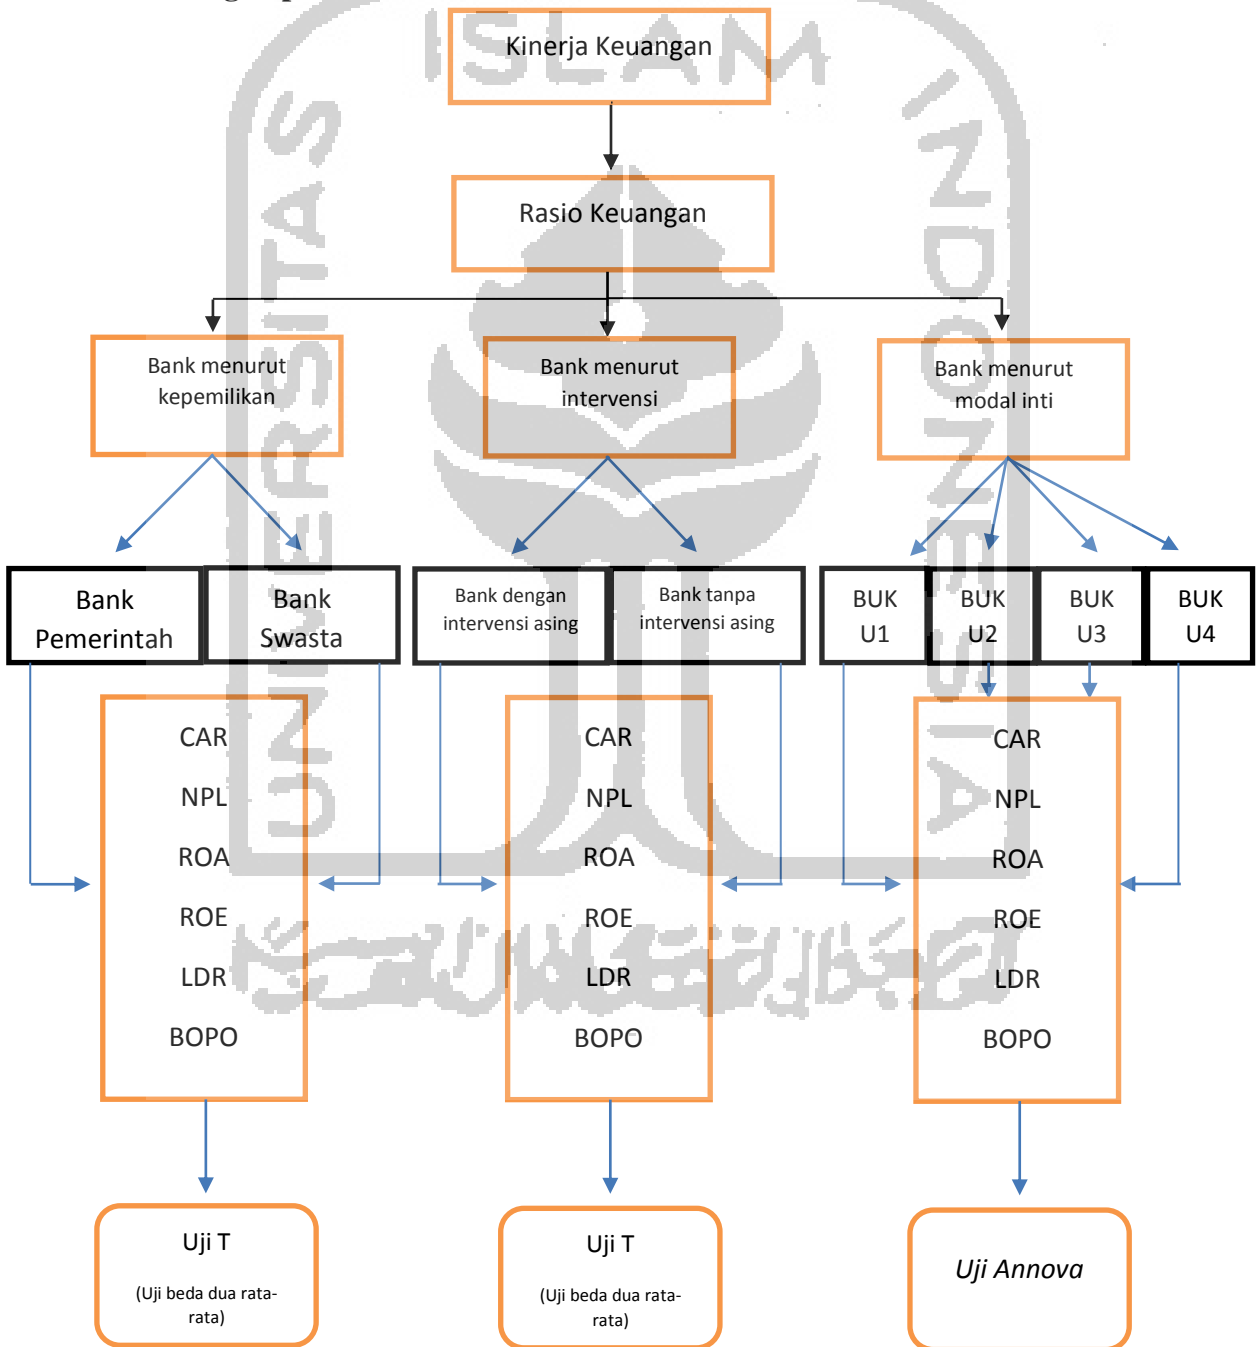 Kinerja Keuangan
Rasio Keuangan
Bank menurut
kepemilikan
Bank menurut
intervensi
Bank menurut
modal inti
Bank
Pemerintah
Bank
Swasta
Bank dengan
intervensi asing
Bank tanpa
intervensi asing
BUK
U1
BUK
U2
BUK
U3
BUK
U4
CAR
NPL
ROA
ROE
LDR
BOPO
CAR
NPL
ROA
ROE
LDR
BOPO
CAR
NPL
ROA
ROE
LDR
BOPO
Uji T
(Uji beda dua rata-
rata)
Uji T
(Uji beda dua rata-
rata)
Uji Annova
UNIVERSITAS
ISLAM
INDONESIA